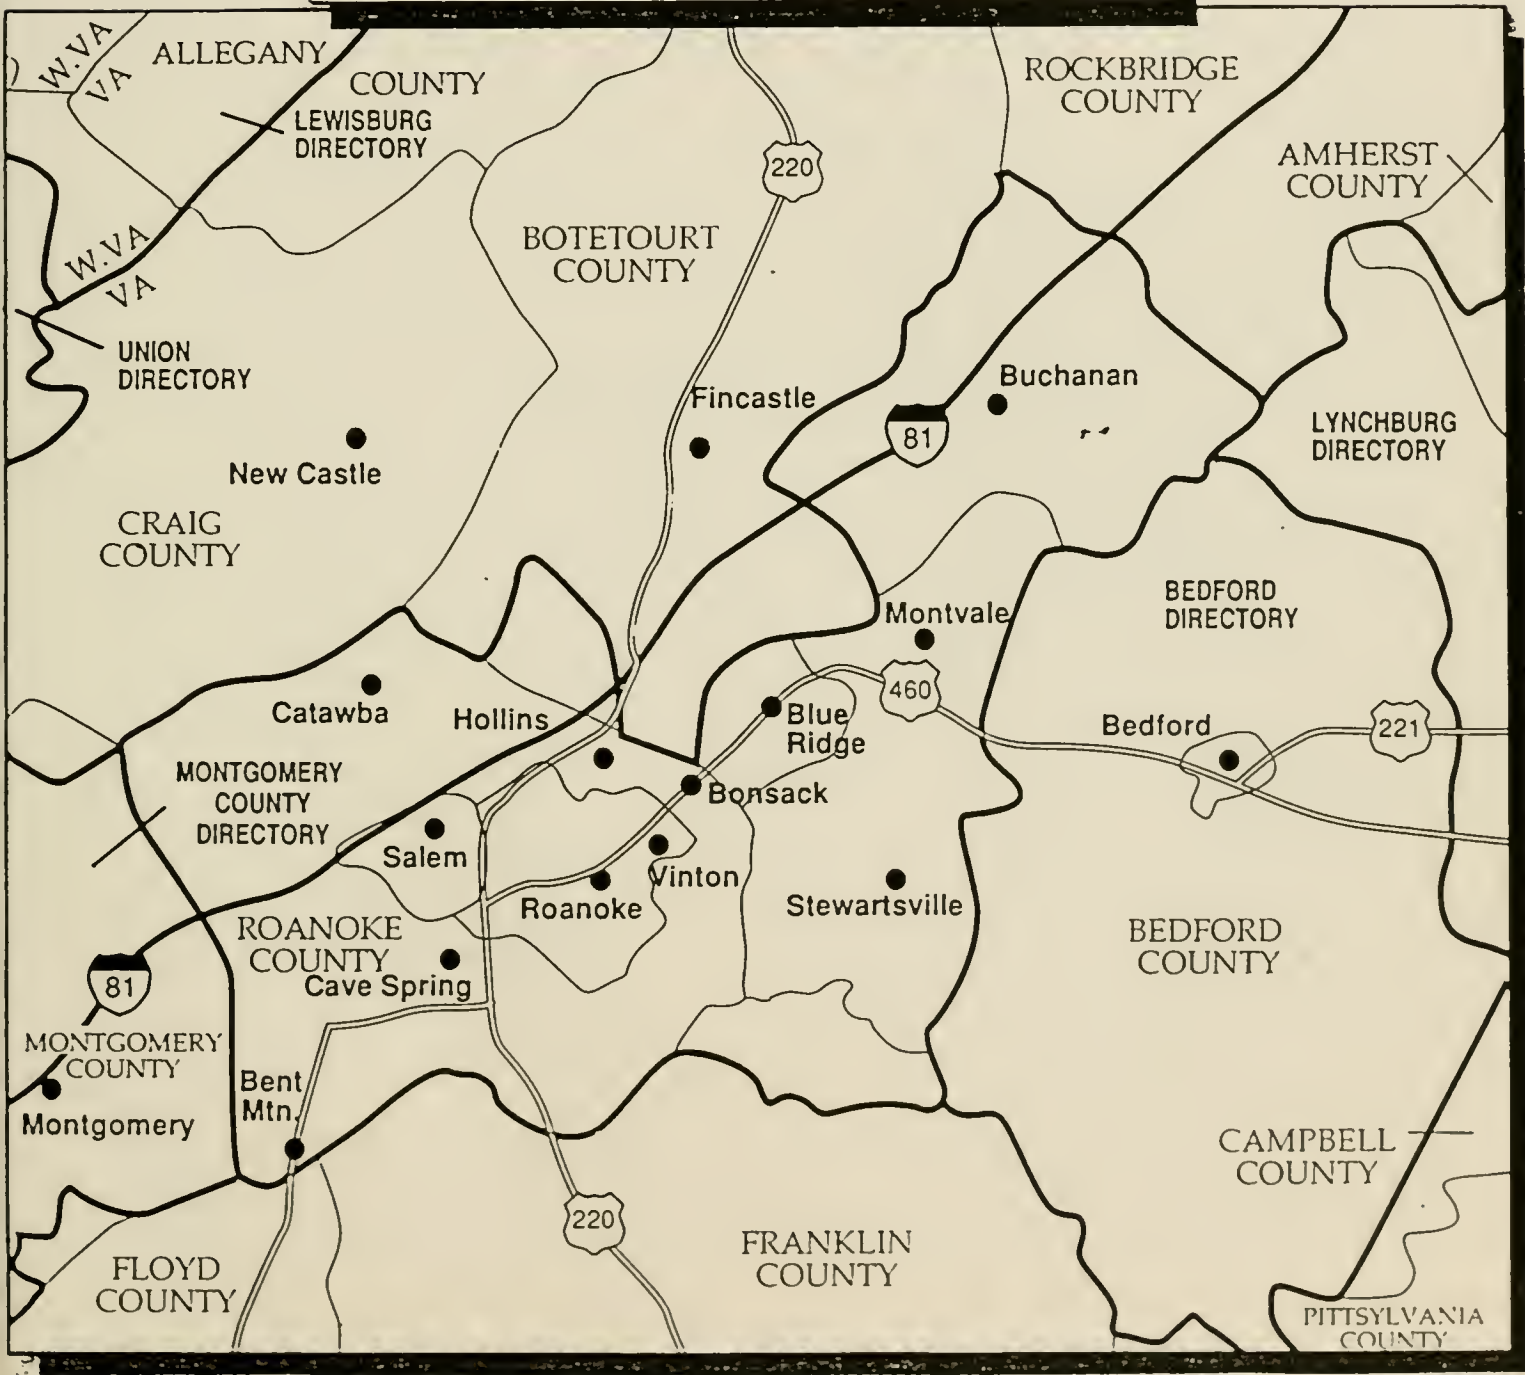 W.VA
VA
ALLEGANY
COUNTY
LEWISBURG
DIRECTORY
220
ROCKBRIDGE
COUNTY
AMHERST
COUNTY
W.VA
VA
BOTETOURT
COUNTY
UNION
DIRECTORY
Fincastle
Buchanan
81
LYNCHBURG
DIRECTORY
New Castle
CRAIG
COUNTY
Montvale
BEDFORD
DIRECTORY
Catawba
Hollins
460
Blue
Ridge
Bedford
221
MONTGOMERY
COUNTY
DIRECTORY
Bonsack
Salem
Vinton
Roanoke
Stewartsville
ROANOKE
COUNTY
Cave Spring
BEDFORD
COUNTY
81
MONTGOMERY
COUNTY
Montgomery
Bent
Mtn.
CAMPBELL
COUNTY
220
FRANKLIN
COUNTY
FLOYD
COUNTY
PITTSYLVANIA
COUNTY